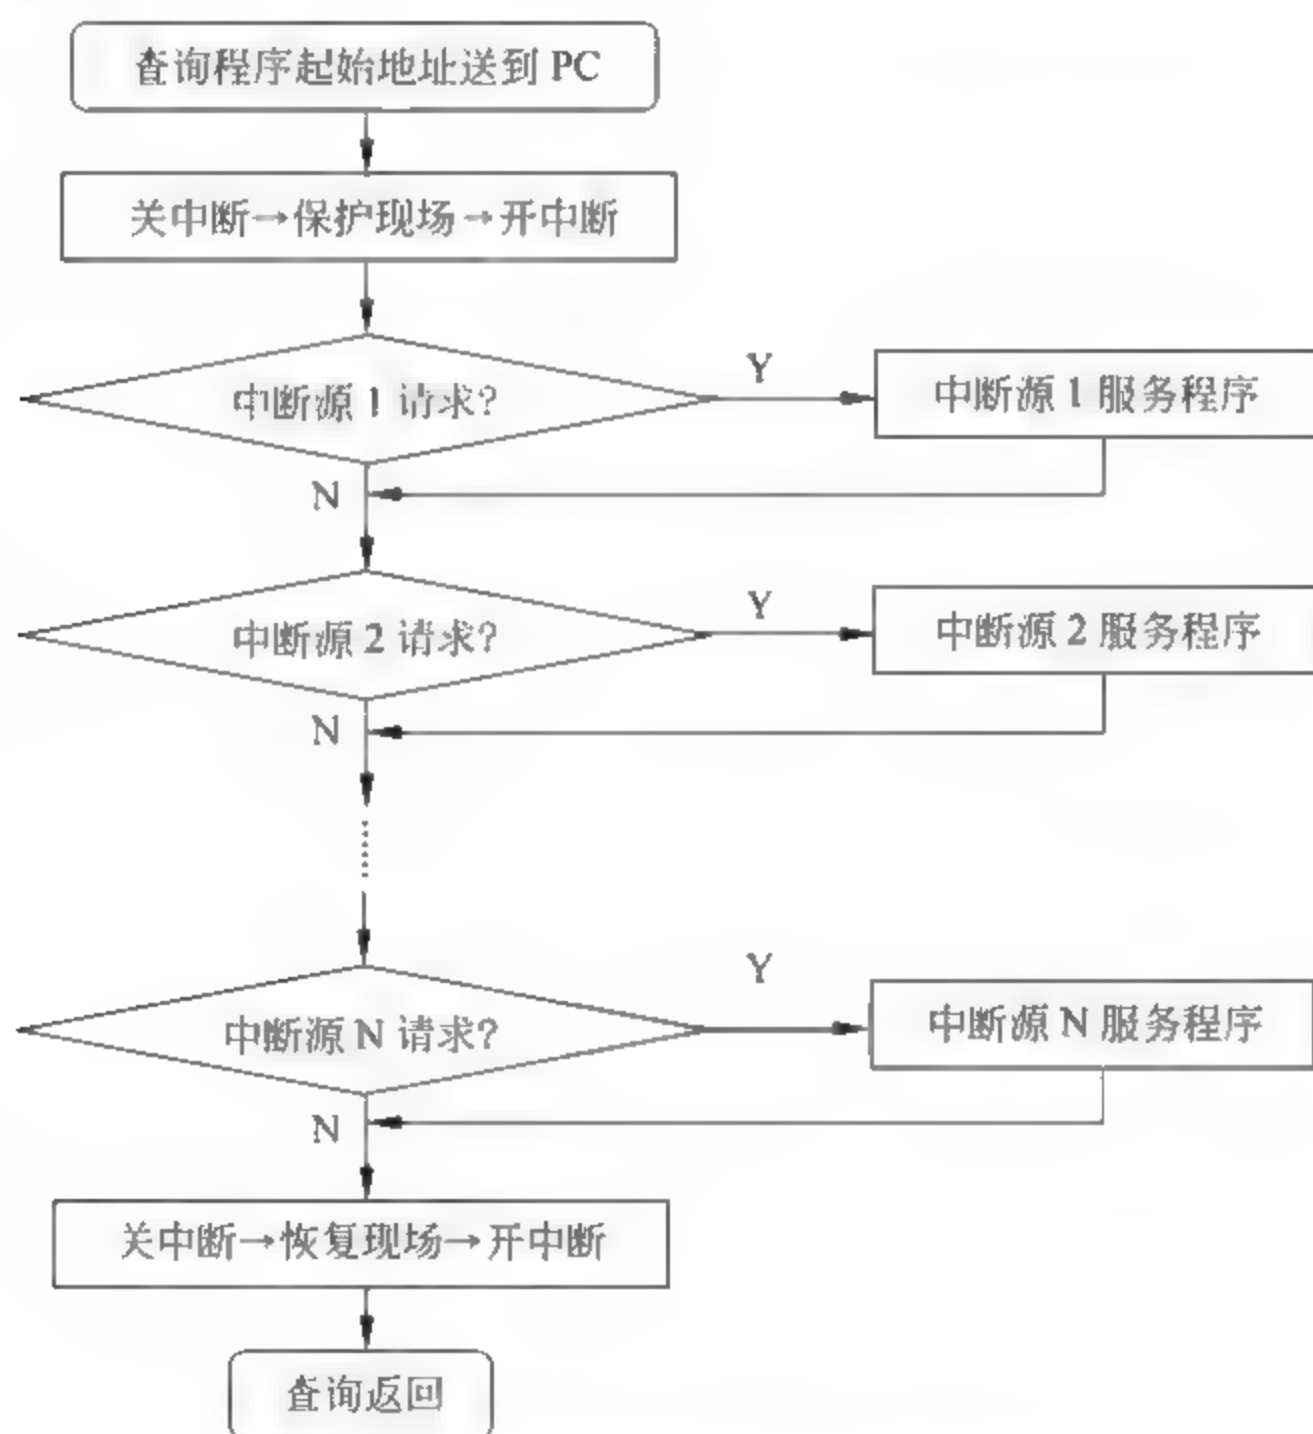 查询程序起始地址送到 PC
关中断→保护现场→开中断
中断源 1 请求?
Y
中断源 1 服务程序
N
中断源 2 请求?
Y
中断源 2 服务程序
N
中断源 N 请求?
Y
中断源 N 服务程序
N
关中断→恢复现场→开中断
查询返回